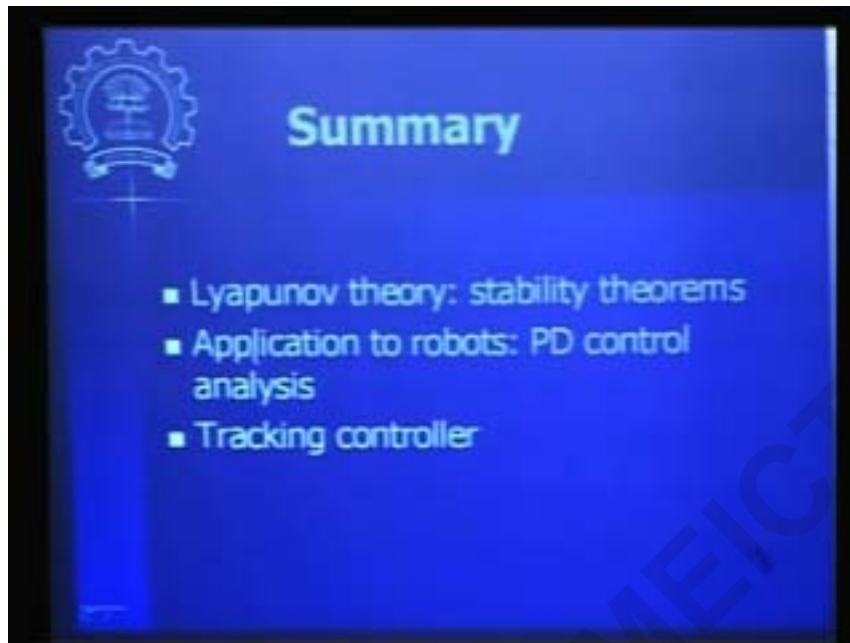 Summary
Lyapunov theory: stability theorems
Application to robots: PD control
analysis
Tracking controller